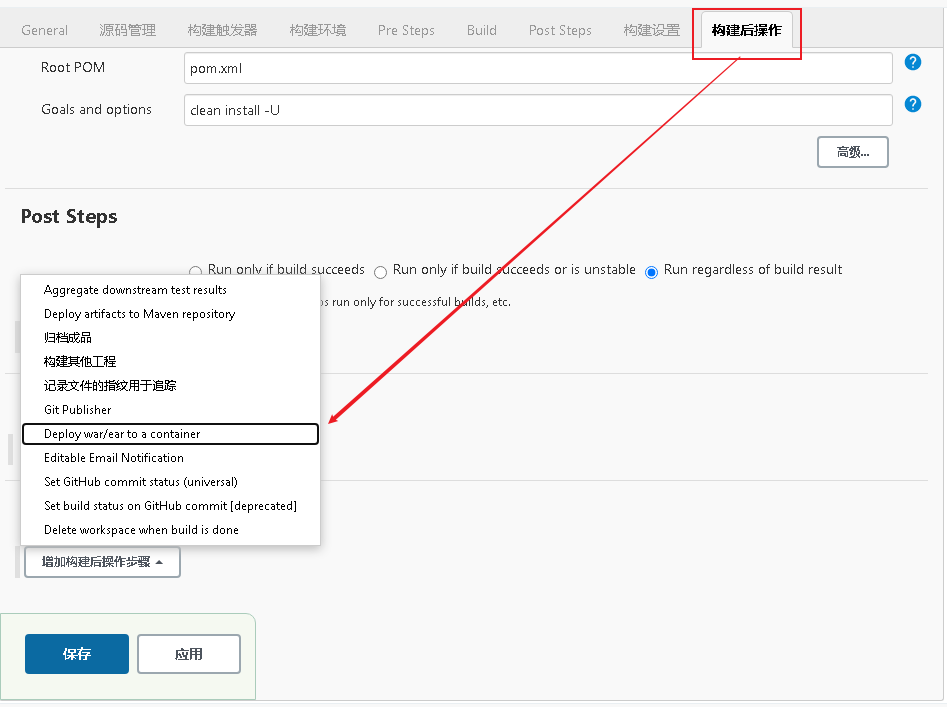 General 源码管理 构建触发器 构建环境 Pre Steps Build Post Steps 构建设置 构建后操作
Root POM pom.xml ?
Goals and options clean install -U ?
高级...
Post Steps
Run only if build succeeds Run only if build succeeds or is unstable Run regardless of build result
ps run only for successful builds, etc.
Aggregate downstream test results
Deploy artifacts to Maven repository
归档成品
构建其他工程
记录文件的指纹用于追踪
Git Publisher
Deploy war/ear to a container
Editable Email Notification
Set GitHub commit status (universal)
Set build status on GitHub commit [deprecated]
Delete workspace when build is done
增加构建后操作步骤
保存 应用